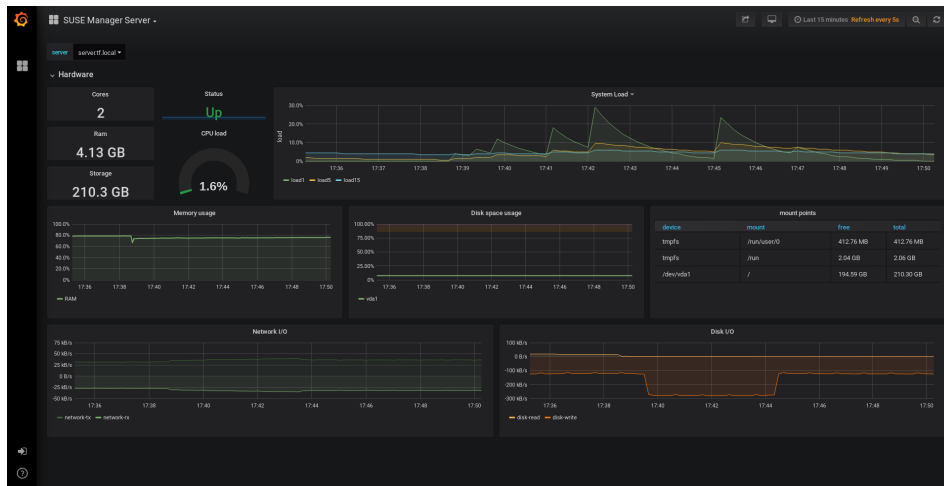 SUSE Manager Server
Last 15 minutes Refresh every 5s
server servertf.local
Hardware
Cores
2
Status
Up
System Load
30.0%
20.0%
10.0%
0%
load
17:36 17:37 17:38 17:39 17:40 17:41 17:42 17:43 17:44 17:45 17:46 17:47 17:48 17:49 17:50
load1 load5 load15
Ram
4.13 GB
CPU load
1.6%
Storage
210.3 GB
Memory usage
100.0%
80.0%
60.0%
40.0%
20.0%
0%
17:36 17:38 17:40 17:42 17:44 17:46 17:48 17:50
RAM
Disk space usage
100.00%
75.00%
50.00%
25.00%
0%
17:36 17:38 17:40 17:42 17:44 17:46 17:48 17:50
vda1
mount points
device mount free total
tmpfs /run/user/0 412.76 MB 412.76 MB
tmpfs /run 2.04 GB 2.06 GB
/dev/vda1 / 194.59 GB 210.30 GB
Network I/O
75 kB/s
50 kB/s
25 kB/s
0 B/s
-25 kB/s
-50 kB/s
17:36 17:38 17:40 17:42 17:44 17:46 17:48 17:50
network-tx network-rx
Disk I/O
100 kB/s
0 B/s
-100 kB/s
-200 kB/s
-300 kB/s
17:36 17:38 17:40 17:42 17:44 17:46 17:48 17:50
disk-read disk-write